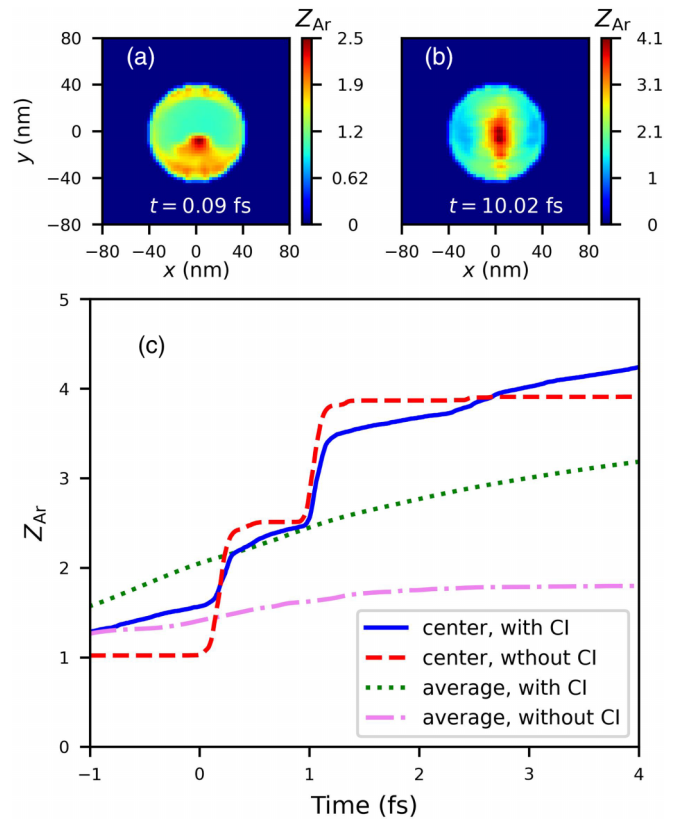 Z_Ar Z_Ar
80 (a) 2.5 (b) 4.1
40 1.9 3.1
y (nm) 0 1.2 2.1
−40 0.62 1
−80 t = 0.09 fs 0 t = 10.02 fs 0
−80 −40 0 40 80 −80 −40 0 40 80
x (nm) x (nm)
5
(c)
4
3
Z_Ar
2
1
0
center, with CI
center, wthout CI
average, with CI
average, without CI
−1 0 1 2 3 4
Time (fs)